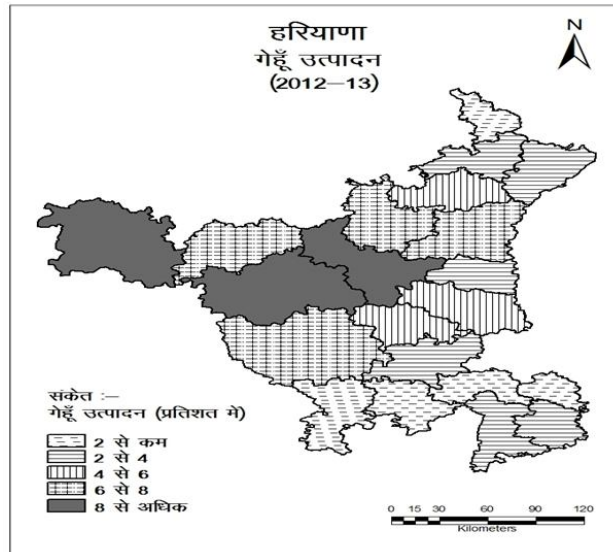 हरियाणा
गेहूँ उत्पादन
(2012–13)
N
संकेत :–
गेहूँ उत्पादन (प्रतिशत में)
2 से कम
2 से 4
4 से 6
6 से 8
8 से अधिक
0 15 30 60 90 120
Kilometers